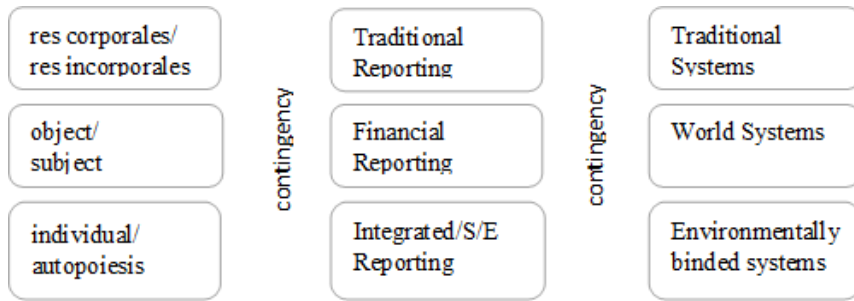 res corporales/
res incorporales
object/
subject
individual/
autopoiesis
contingency
Traditional
Reporting
Financial
Reporting
Integrated/S/E
Reporting
contingency
Traditional
Systems
World Systems
Environmentally
binded systems